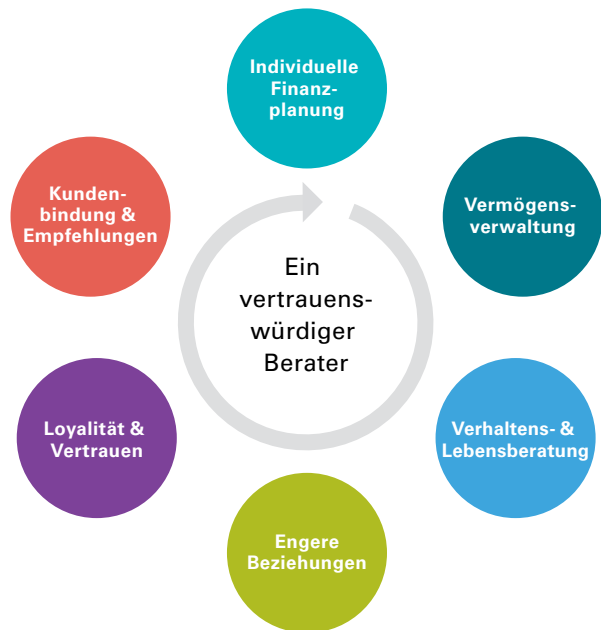 Individuelle
Finanz-
planung
Vermögens-
verwaltung
Verhaltens- &
Lebensberatung
Engere
Beziehungen
Loyalität &
Vertrauen
Kunden-
bindung &
Empfehlungen
Ein
vertrauens-
würdiger
Berater